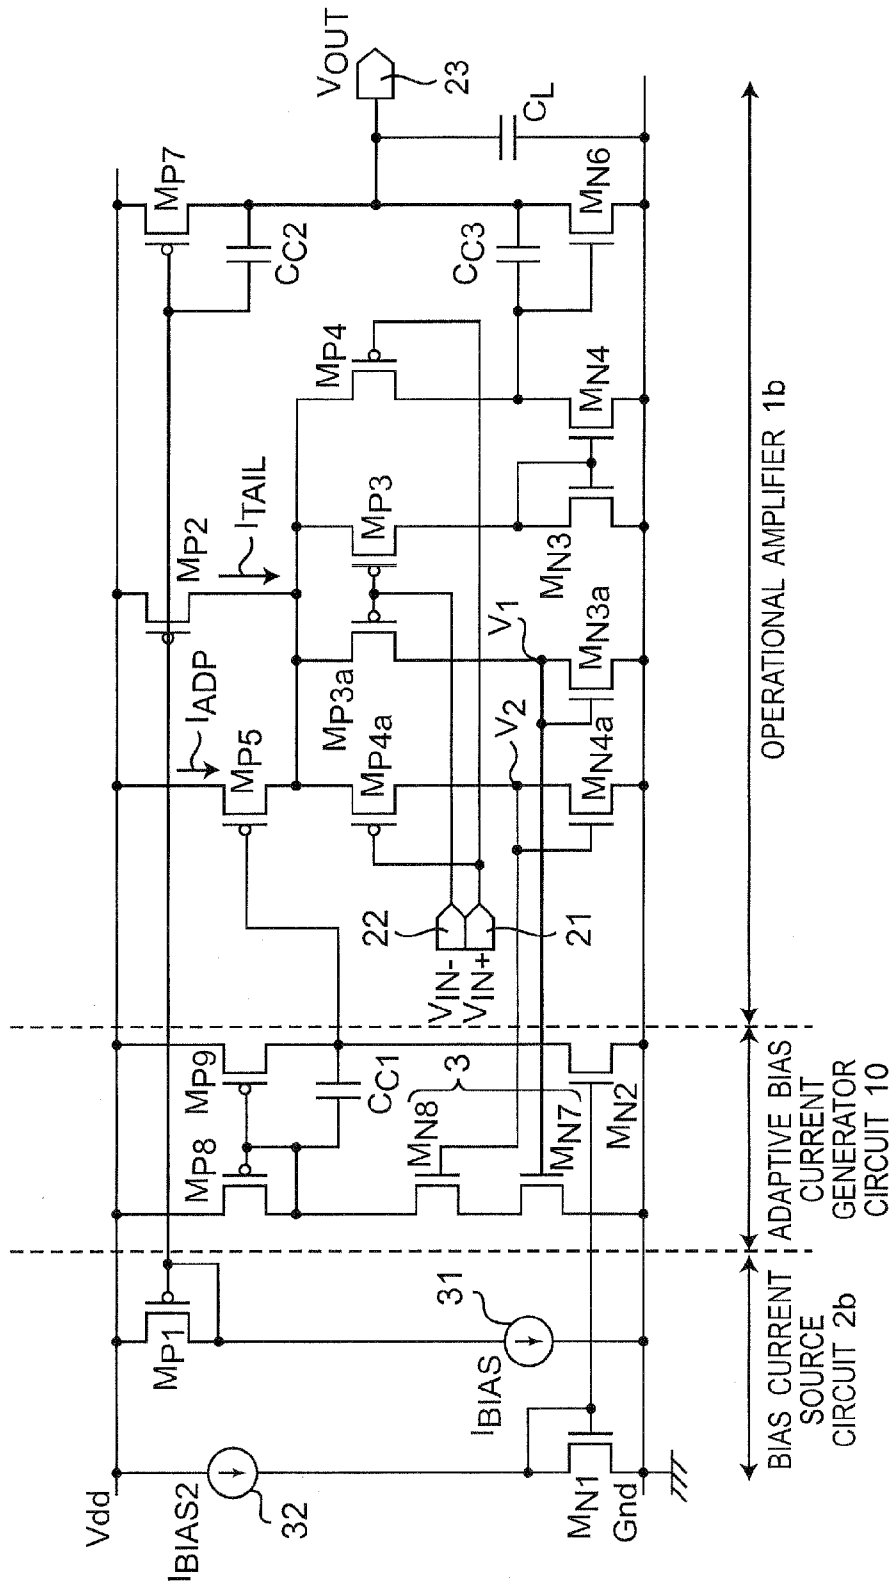 Vdd
IBIAS2
32
MN1
Gnd
MP1
31
IBIAS
MP8
MP9
CC1
MN8
3
MN7
MN2
VIN-
VIN+
22
21
IADP
MP5
MP2
ITAIL
MP4a
MP3a
MP3
MP4
V2
V1
MN4a
MN3a
MN3
MN4
MP7
CC2
CC3
MN6
VOUT
23
CL
BIAS CURRENT
SOURCE
CIRCUIT 2b
ADAPTIVE BIAS
CURRENT
GENERATOR
CIRCUIT 10
OPERATIONAL AMPLIFIER 1b